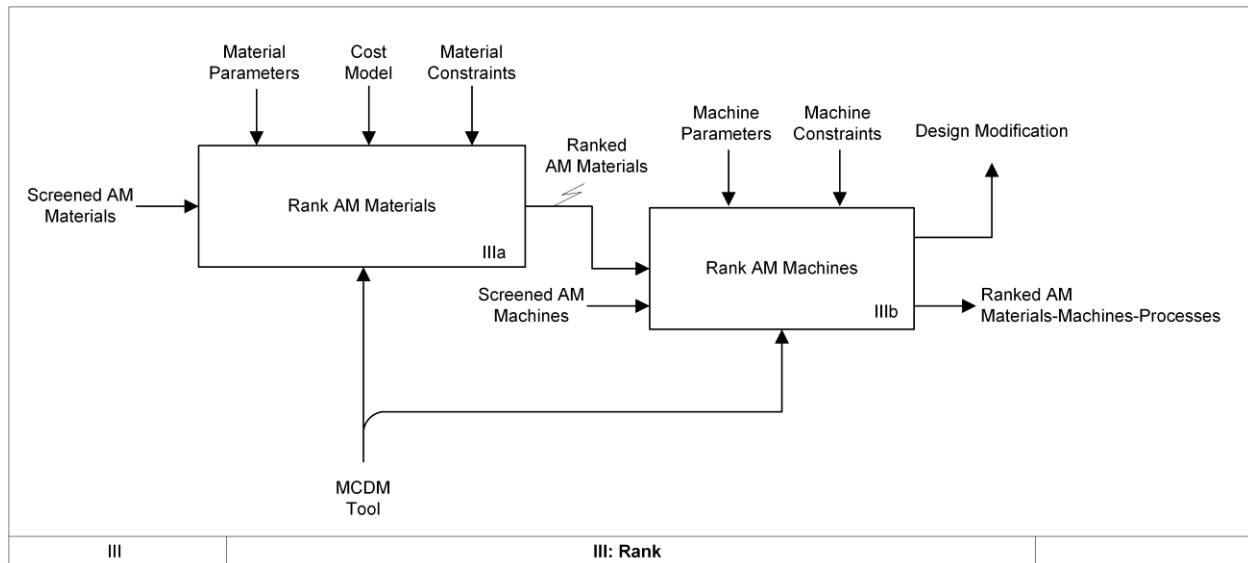 Material
Parameters
Cost
Model
Material
Constraints
Screened AM
Materials
Rank AM Materials
IIIa
Ranked
AM Materials
Machine
Parameters
Machine
Constraints
Design Modification
Screened AM
Machines
Rank AM Machines
IIIb
Ranked AM
Materials-Machines-Processes
MCDM
Tool
III
III: Rank